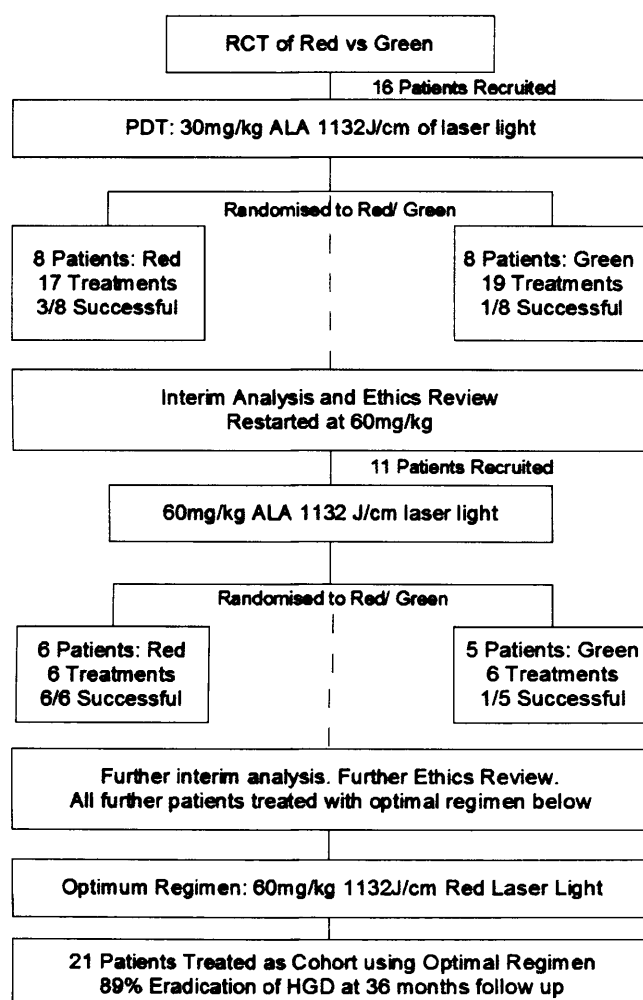 RCT of Red vs Green
16 Patients Recruited
PDT: 30mg/kg ALA 1132J/cm of laser light
Randomised to Red/ Green
8 Patients: Red
17 Treatments
3/8 Successful
8 Patients: Green
19 Treatments
1/8 Successful
Interim Analysis and Ethics Review
Restarted at 60mg/kg
11 Patients Recruited
60mg/kg ALA 1132 J/cm laser light
Randomised to Red/ Green
6 Patients: Red
6 Treatments
6/6 Successful
5 Patients: Green
6 Treatments
1/5 Successful
Further interim analysis. Further Ethics Review.
All further patients treated with optimal regimen below
Optimum Regimen: 60mg/kg 1132J/cm Red Laser Light
21 Patients Treated as Cohort using Optimal Regimen
89% Eradication of HGD at 36 months follow up